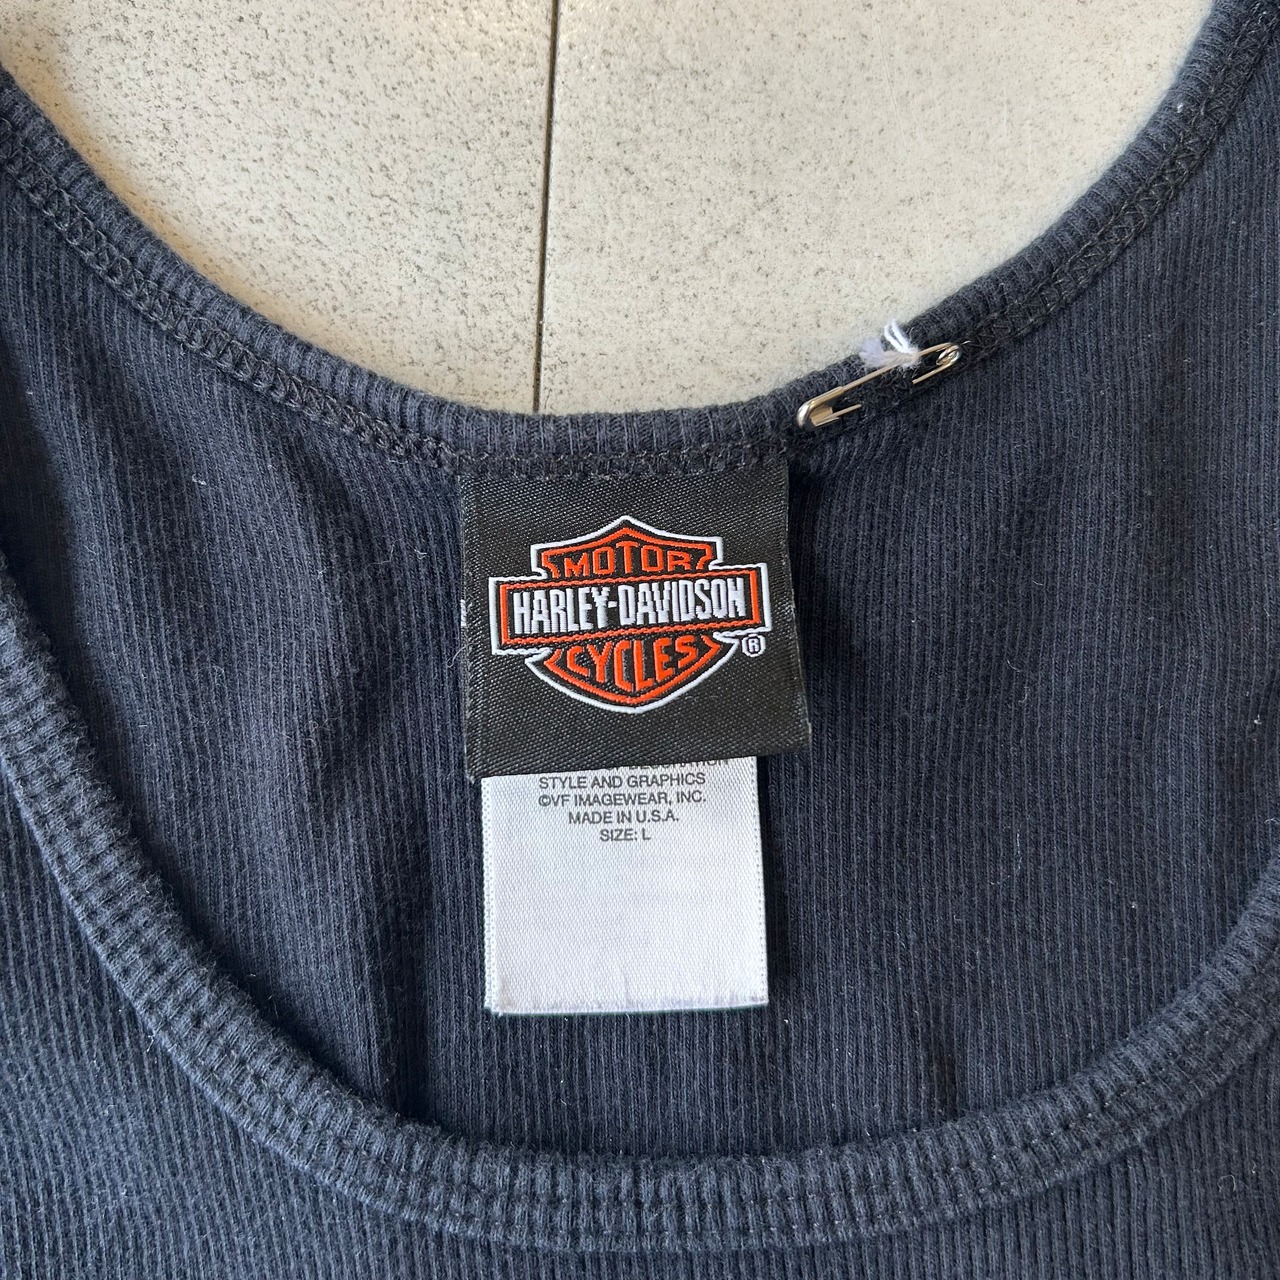 MOTOR
HARLEY-DAVIDSON
CYCLES
®
STYLE AND GRAPHICS
©VF IMAGEWEAR, INC.
MADE IN U.S.A.
SIZE: L